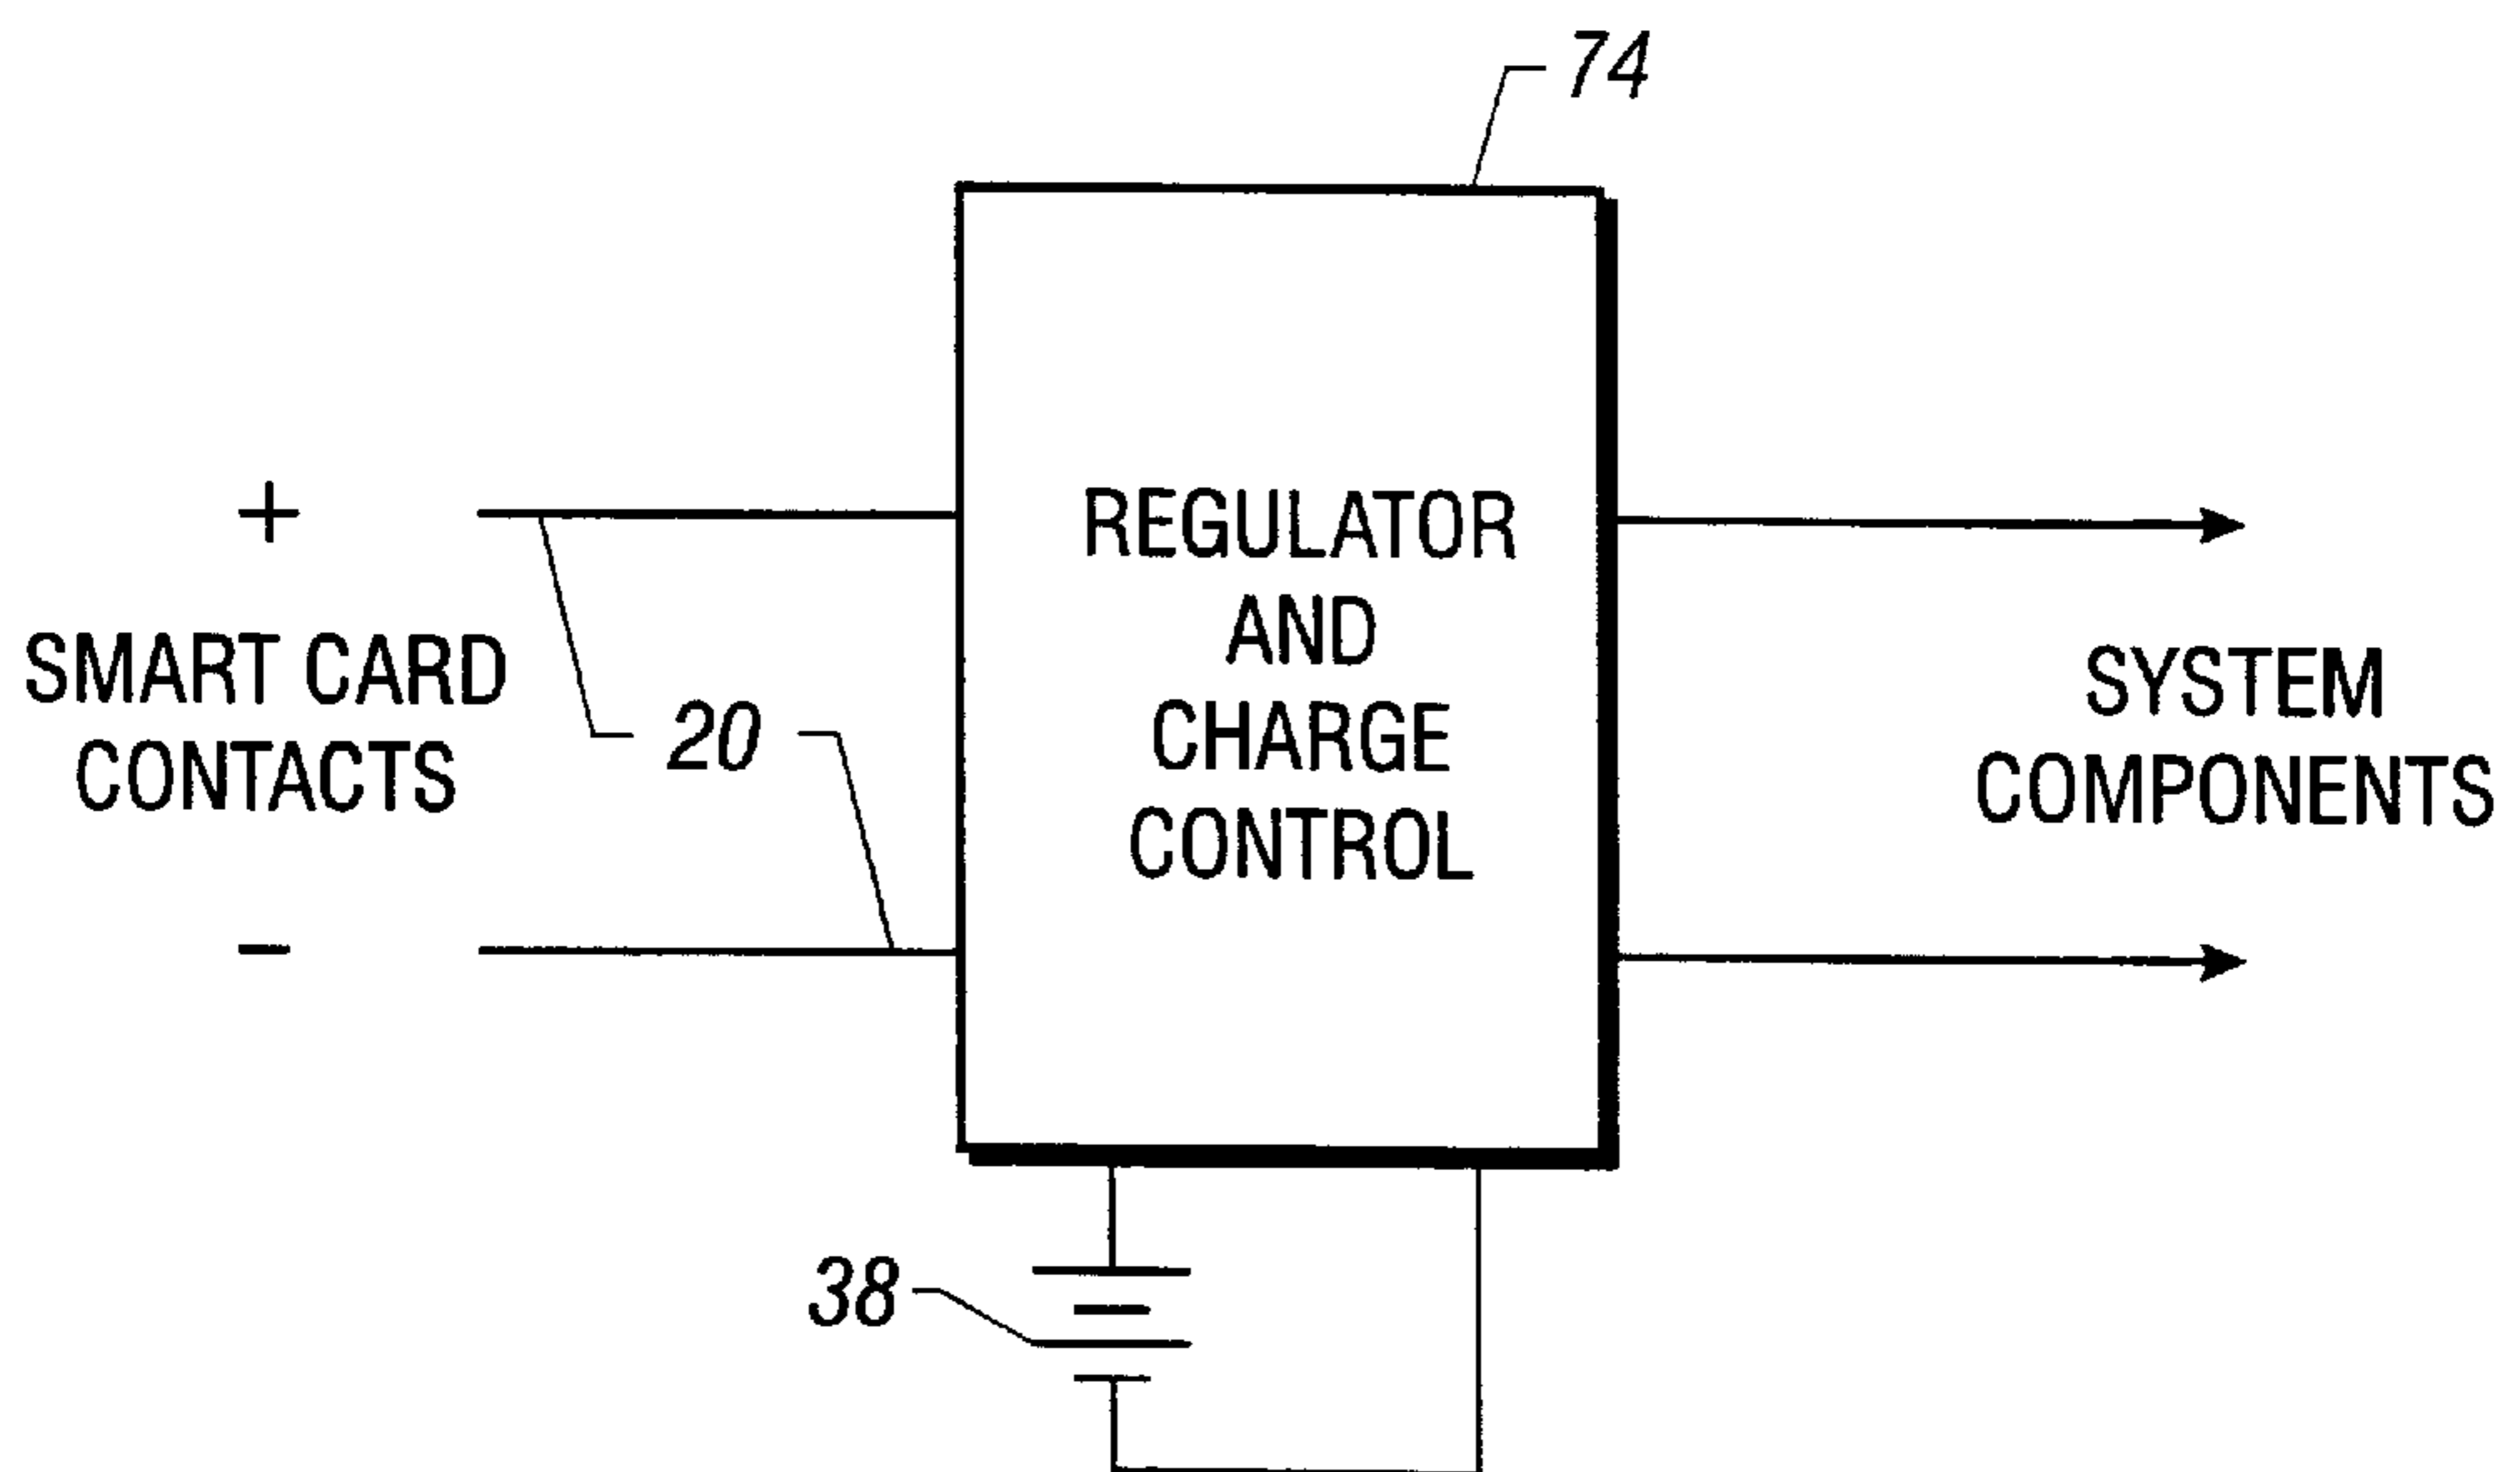 74
+
SMART CARD
CONTACTS
–
20
REGULATOR
AND
CHARGE
CONTROL
SYSTEM
COMPONENTS
38